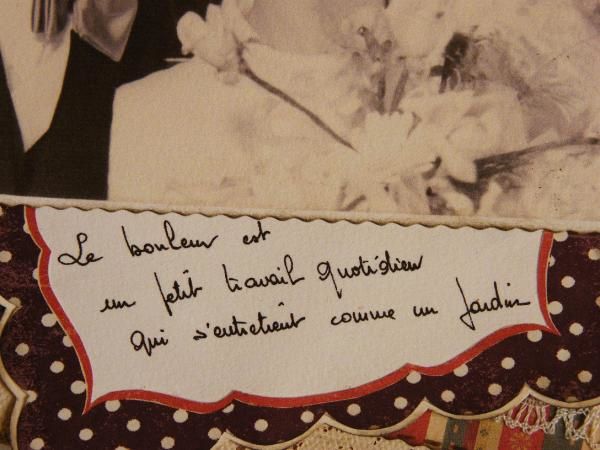 Le bonheur est
un petit travail quotidien
qui s'entretient comme un jardin